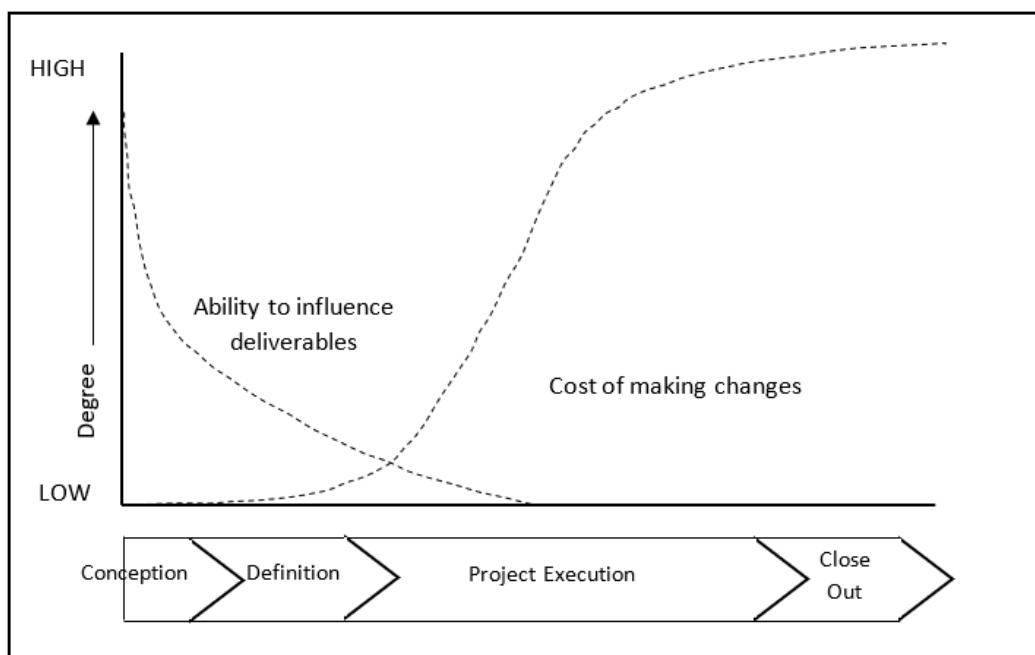 HIGH
Ability to influence
deliverables
Cost of making changes
Degree
LOW
Conception
Definition
Project Execution
Close
Out